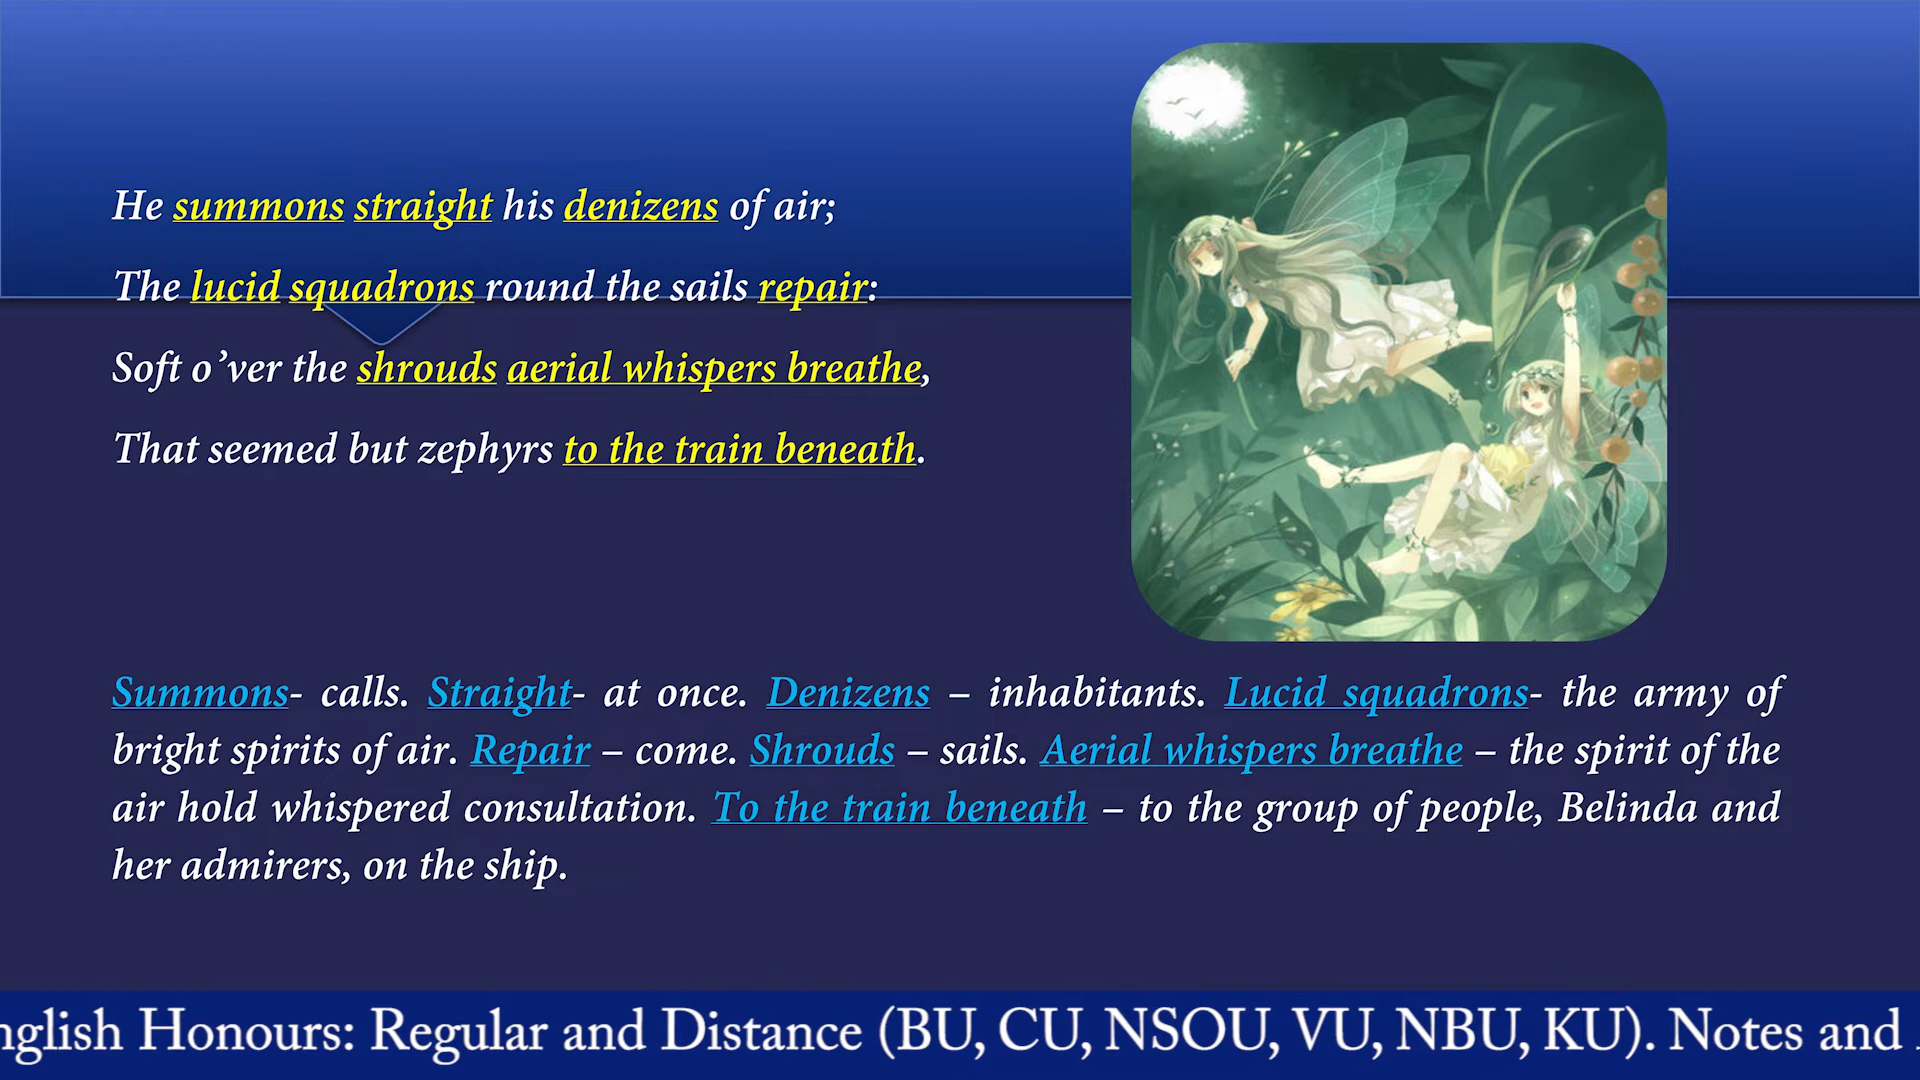 He summons straight his denizens of air;
The lucid squadrons round the sails repair:
Soft o’ver the shrouds aerial whispers breathe,
That seemed but zephyrs to the train beneath.
Summons- calls. Straight- at once. Denizens – inhabitants. Lucid squadrons- the army of
bright spirits of air. Repair – come. Shrouds – sails. Aerial whispers breathe – the spirit of the
air hold whispered consultation. To the train beneath – to the group of people, Belinda and
her admirers, on the ship.
nglish Honours: Regular and Distance (BU, CU, NSOU, VU, NBU, KU). Notes and